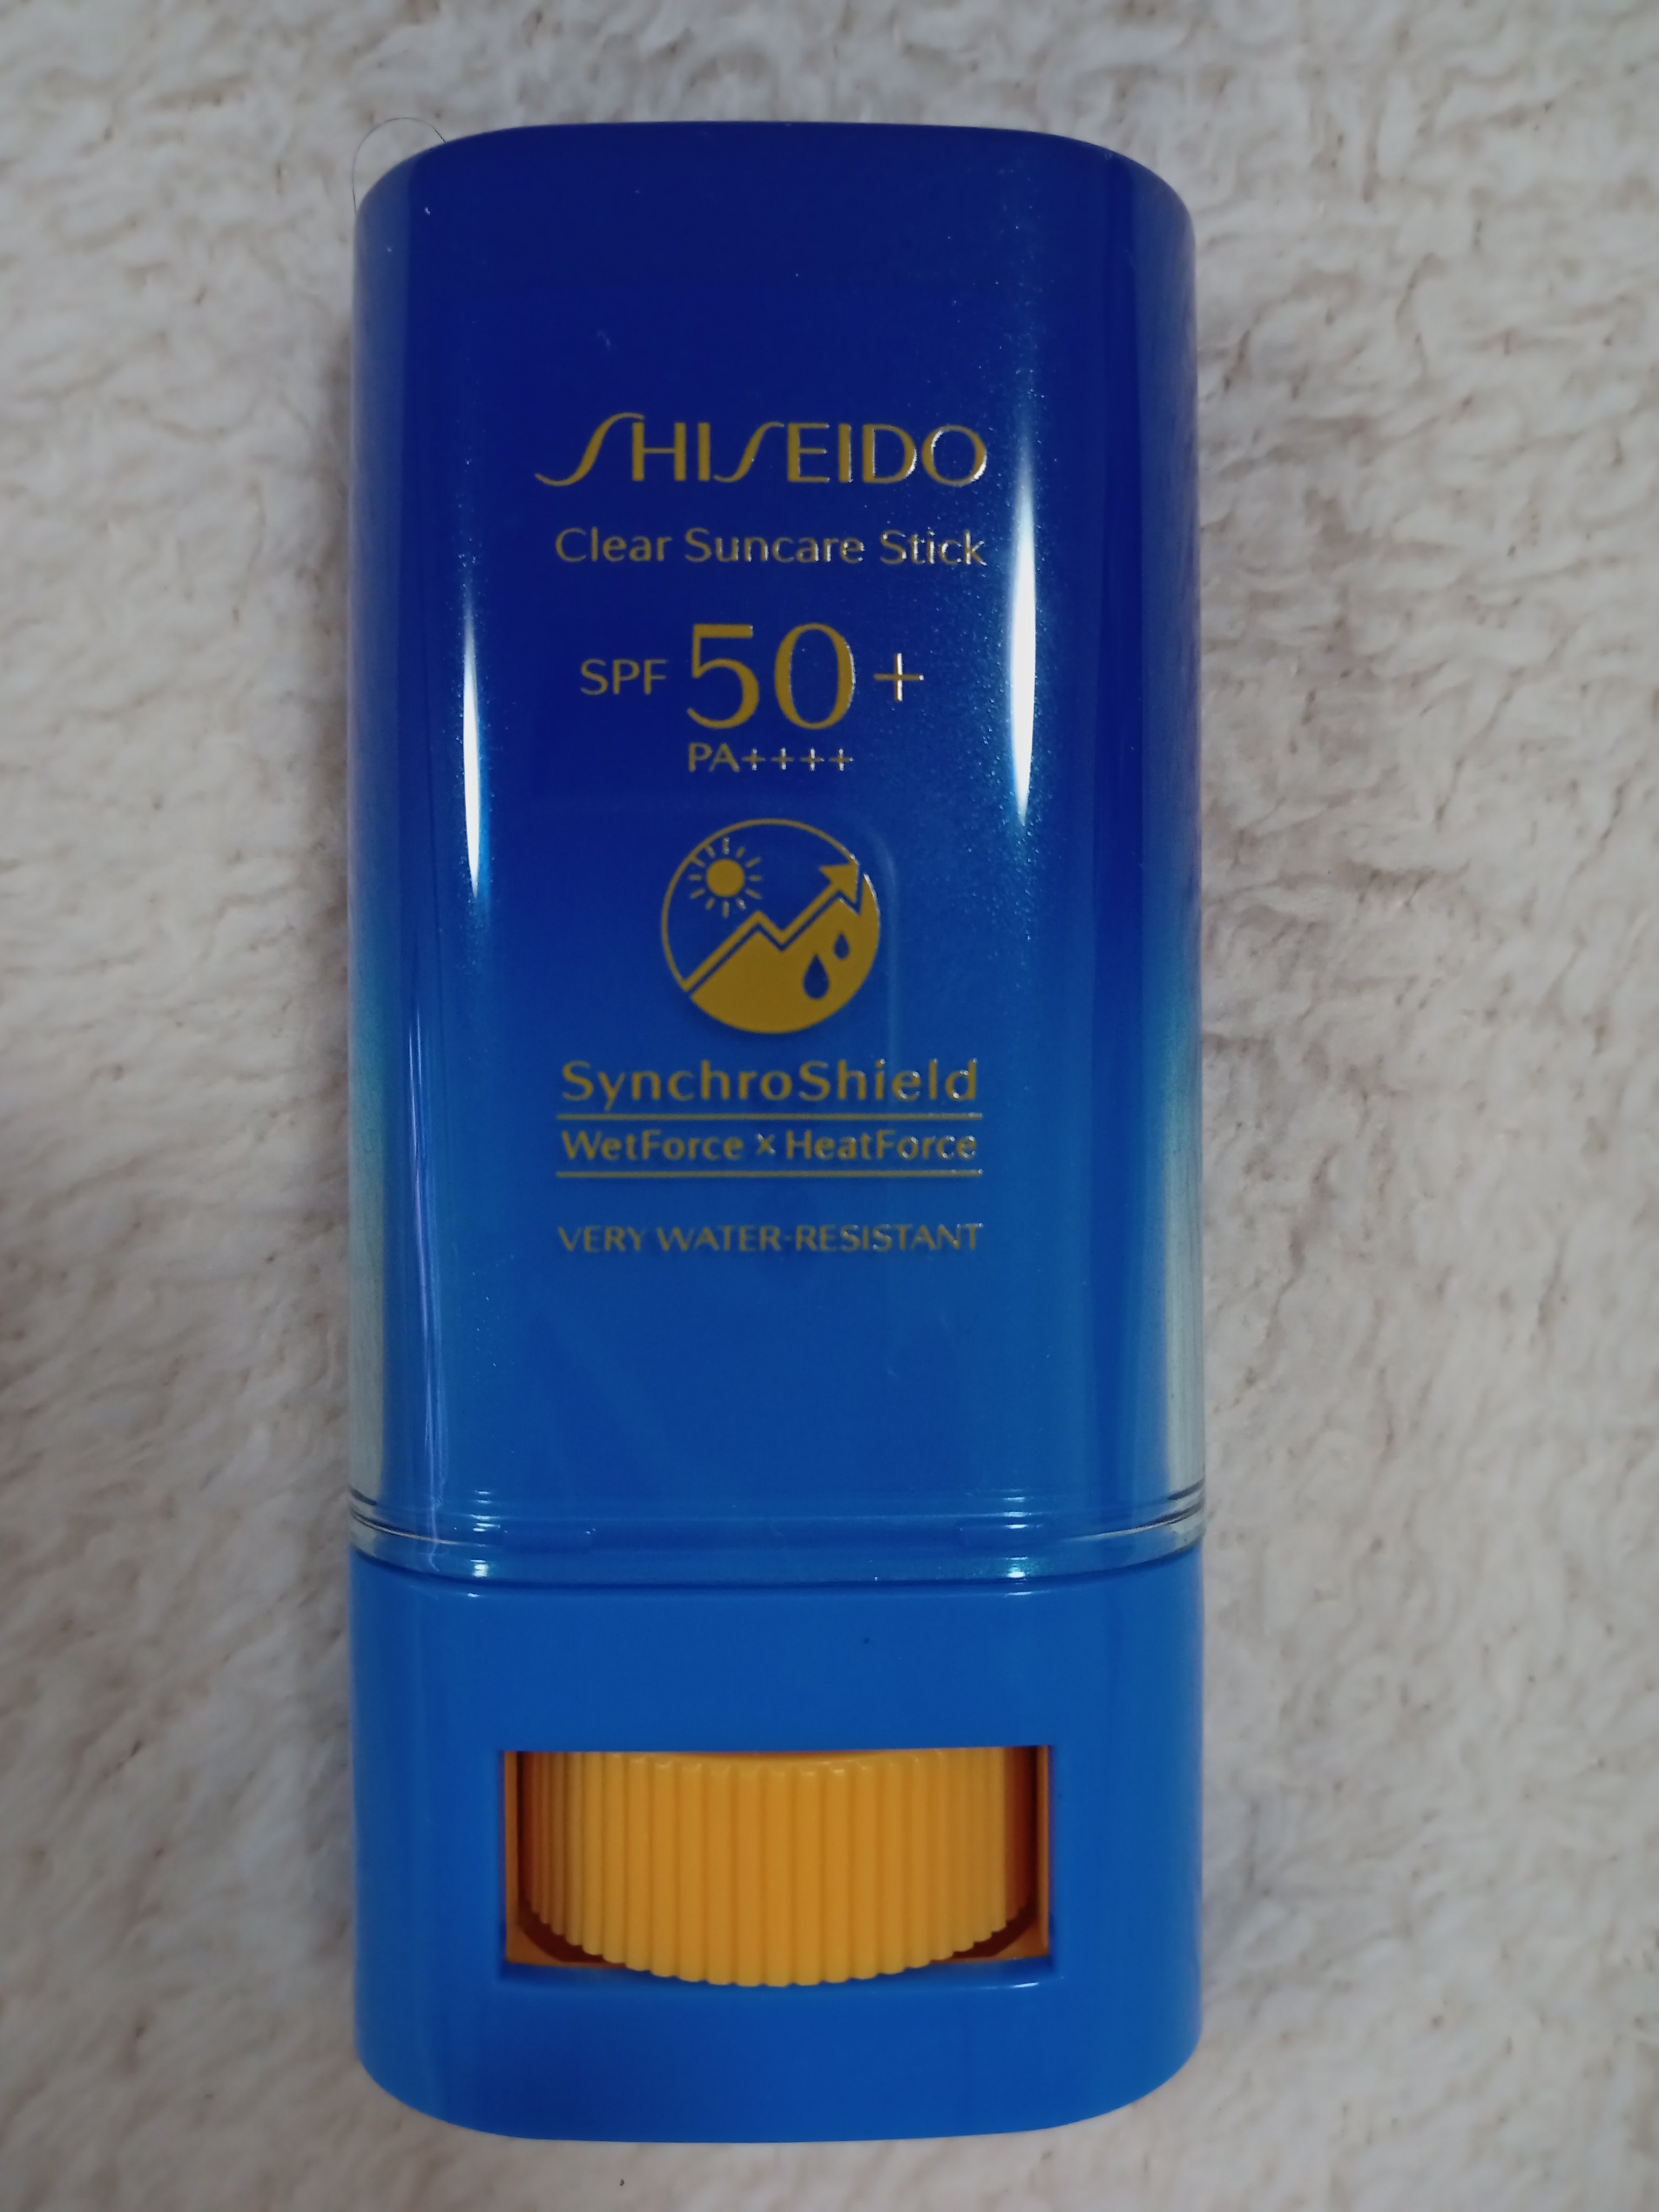 SHISEIDO
Clear Suncare Stick
SPF 50+
PA++++
SynchroShield
WetForce x HeatForce
VERY WATER-RESISTANT